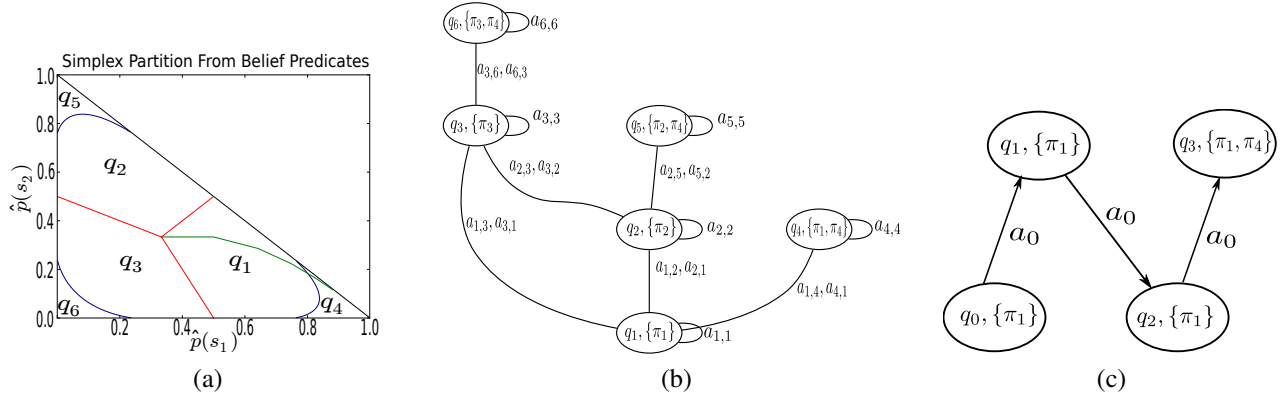 Simplex Partition From Belief Predicates
1.0
0.8
0.6
0.4
0.2
0.0
p̂(s₂)
0.2
0.4
0.6
0.8
1.0
p̂(s₁)
q₅
q₂
q₃
q₁
q₆
q₄
(a)
q₆, {π₃, π₄}
a₆,₆
a₃,₆, a₆,₃
q₃, {π₃}
a₃,₃
q₅, {π₂, π₄}
a₅,₅
a₂,₃, a₃,₂
a₂,₅, a₅,₂
a₁,₃, a₃,₁
q₂, {π₂}
a₂,₂
q₄, {π₁, π₄}
a₄,₄
a₁,₂, a₂,₁
a₁,₄, a₄,₁
q₁, {π₁}
a₁,₁
(b)
q₁, {π₁}
q₃, {π₁, π₄}
a₀
a₀
a₀
q₀, {π₁}
q₂, {π₁}
(c)